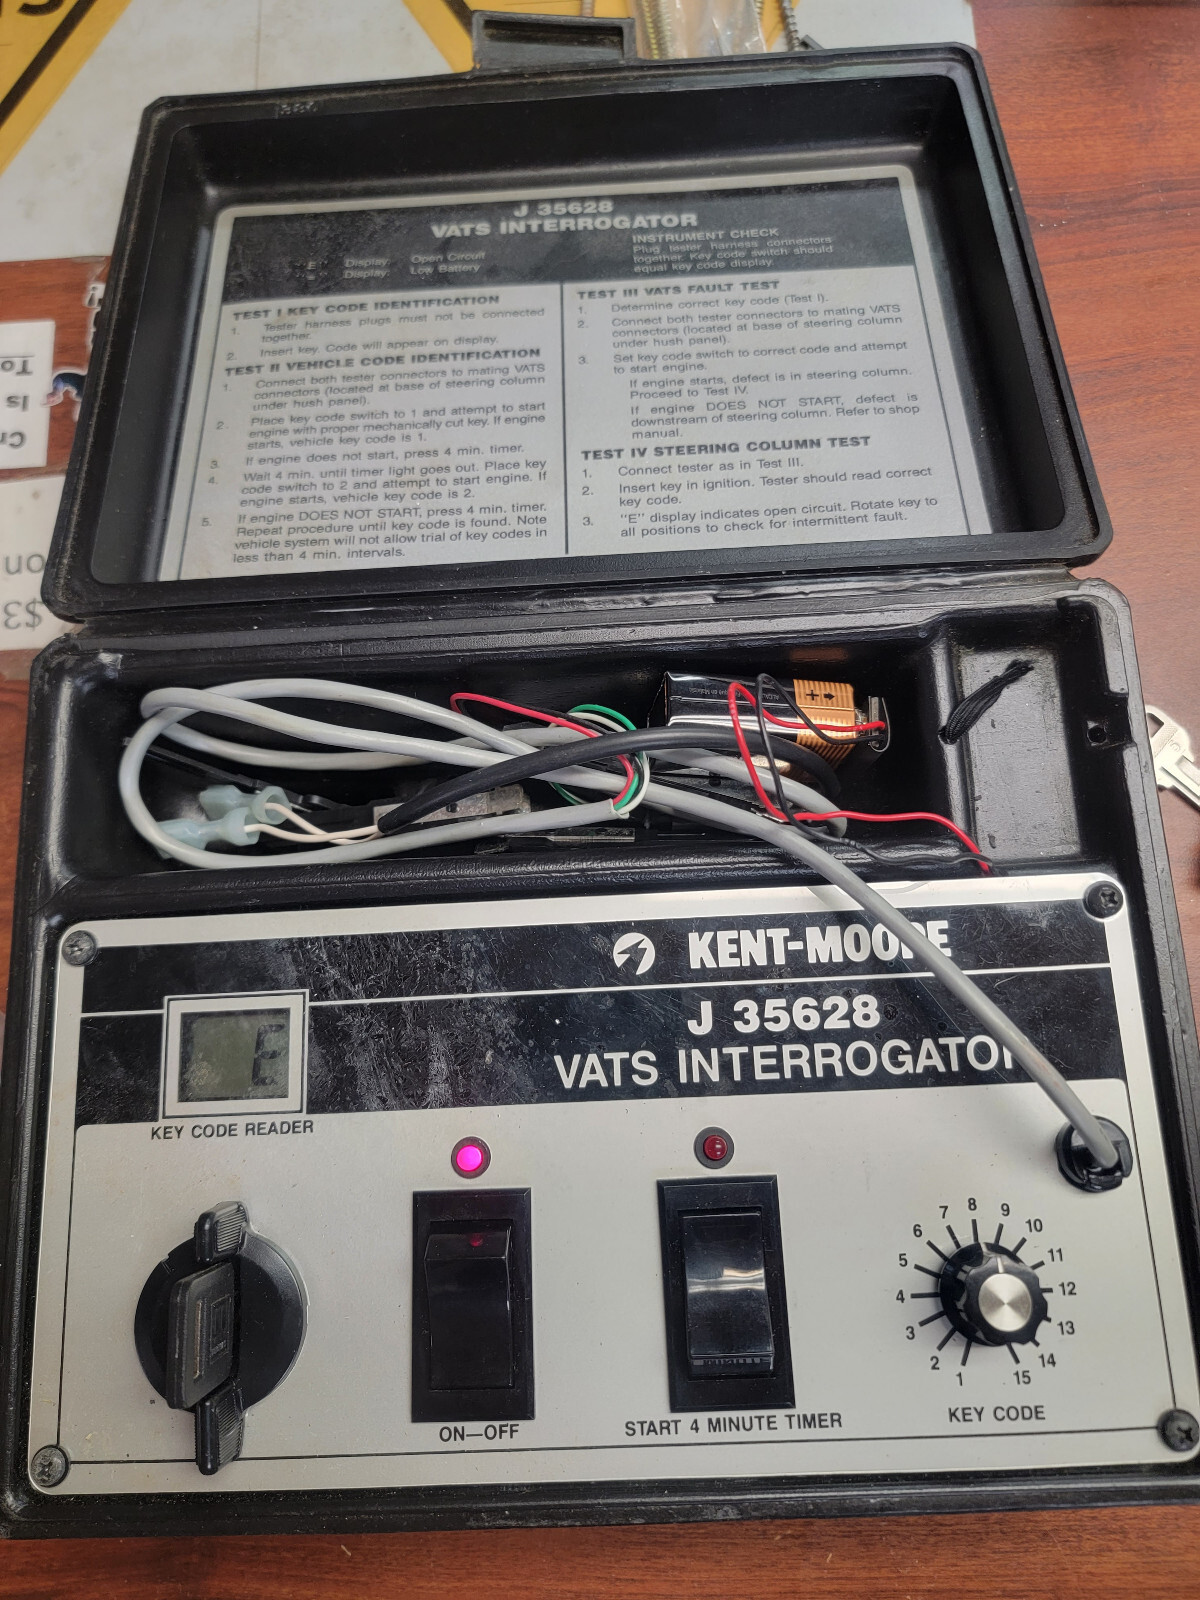 J 35628
VATS INTERROGATOR
"E" Display: Open Circuit
Display: Low Battery
INSTRUMENT CHECK
Plug tester harness connectors
together. Key code switch should
equal key code display.
TEST I KEY CODE IDENTIFICATION
1. Tester harness plugs must not be connected
together.
2. Insert key. Code will appear on display.
TEST II VEHICLE CODE IDENTIFICATION
1. Connect both tester connectors to mating VATS
connectors (located at base of steering column
under hush panel).
2. Place key code switch to 1 and attempt to start
engine with proper mechanically cut key. If engine
starts, vehicle key code is 1.
3. If engine does not start, press 4 min. timer.
4. Wait 4 min. until timer light goes out. Place key
code switch to 2 and attempt to start engine. If
engine starts, vehicle key code is 2.
5. If engine DOES NOT START, press 4 min. timer.
Repeat procedure until key code is found. Note
vehicle system will not allow trial of key codes in
less than 4 min. intervals.
TEST III VATS FAULT TEST
1. Determine correct key code (Test I).
2. Connect both tester connectors to mating VATS
connectors (located at base of steering column
under hush panel).
3. Set key code switch to correct code and attempt
to start engine.
If engine starts, defect is in steering column.
Proceed to Test IV.
If engine DOES NOT START, defect is
downstream of steering column. Refer to shop
manual.
TEST IV STEERING COLUMN TEST
1. Connect tester as in Test III.
2. Insert key in ignition. Tester should read correct
key code.
3. "E" display indicates open circuit. Rotate key to
all positions to check for intermittent fault.
To
Is
Cr
on
$3
+
KENT-MOORE
J 35628
VATS INTERROGATOR
E
KEY CODE READER
ON—OFF
START 4 MINUTE TIMER
1 2 3 4 5 6 7 8 9 10 11 12 13 14 15
KEY CODE